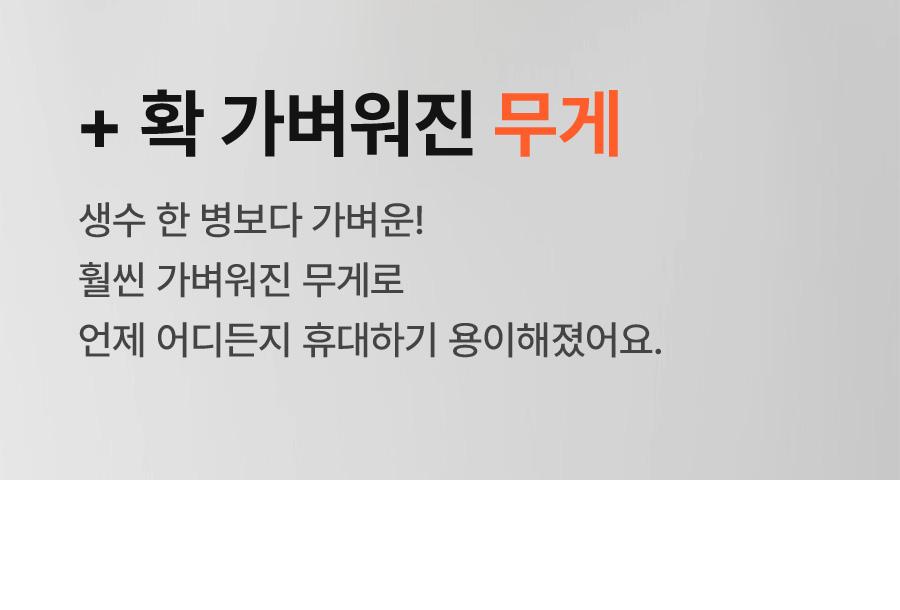 + 확 가벼워진 무게
생수 한 병보다 가벼운!
훨씬 가벼워진 무게로
언제 어디든지 휴대하기 용이해졌어요.